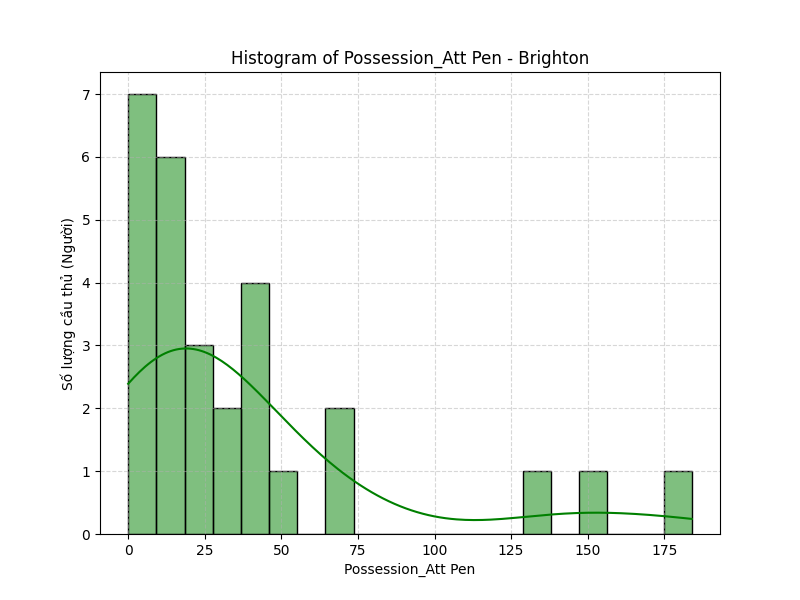 Histogram of Possession_Att Pen - Brighton
Số lượng cầu thủ (Người)
7
6
5
4
3
2
1
0
0 25 50 75 100 125 150 175
Possession_Att Pen